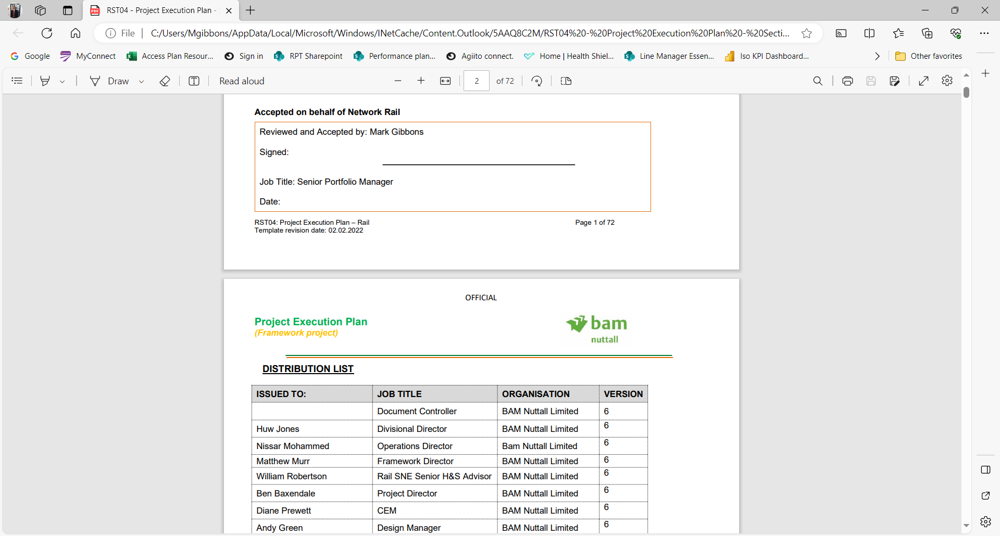 RST04 - Project Execution Plan -
File
C:/Users/Mgibbons/AppData/Local/Microsoft/Windows/INetCache/Content.Outlook/5AAQ8C2M/RST04%20-%20Project%20Execution%20Plan%20-%20Secti...
Google MyConnect Access Plan Resour... Sign in RPT Sharepoint Performance plan... Agiito connect. Home | Health Shiel... Line Manager Essen... Iso KPI Dashboard... Other favorites
Draw Read aloud 2 of 72
Accepted on behalf of Network Rail
Reviewed and Accepted by: Mark Gibbons
Signed:
Job Title: Senior Portfolio Manager
Date:
RST04: Project Execution Plan – Rail Page 1 of 72
Template revision date: 02.02.2022
OFFICIAL
Project Execution Plan
(Framework project)
bam
nuttall
DISTRIBUTION LIST
ISSUED TO: JOB TITLE ORGANISATION VERSION
Document Controller BAM Nuttall Limited 6
Huw Jones Divisional Director BAM Nuttall Limited 6
Nissar Mohammed Operations Director Bam Nuttall Limited 6
Matthew Murr Framework Director BAM Nuttall Limited 6
William Robertson Rail SNE Senior H&S Advisor BAM Nuttall Limited 6
Ben Baxendale Project Director BAM Nuttall Limited 6
Diane Prewett CEM BAM Nuttall Limited 6
Andy Green Design Manager BAM Nuttall Limited 6